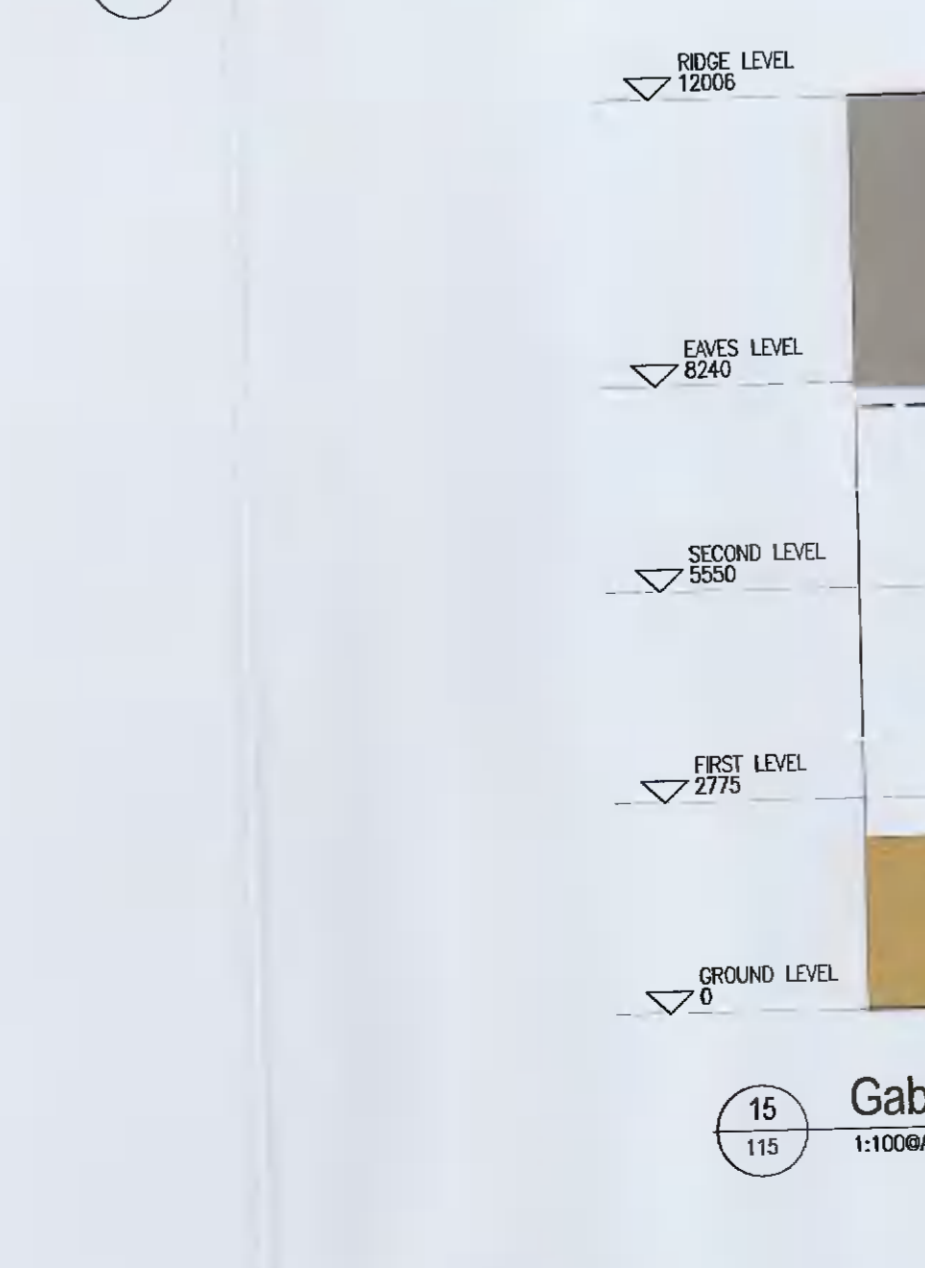 RIDGE LEVEL
12006
EAVES LEVEL
8240
SECOND LEVEL
5550
FIRST LEVEL
2775
GROUND LEVEL
0
15
115
Gab
1:100@